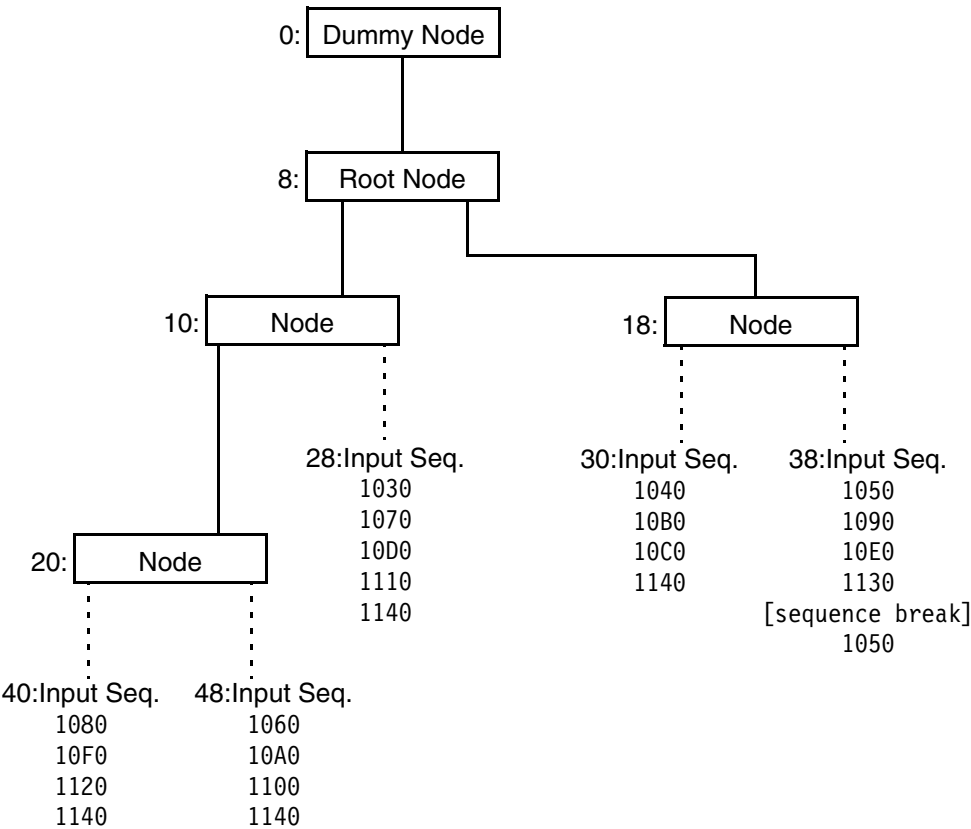 0: Dummy Node
8: Root Node
10: Node
18: Node
28:Input Seq.
1030
1070
10D0
1110
1140
30:Input Seq.
1040
10B0
10C0
1140
38:Input Seq.
1050
1090
10E0
1130
[sequence break]
1050
20: Node
40:Input Seq.
1080
10F0
1120
1140
48:Input Seq.
1060
10A0
1100
1140